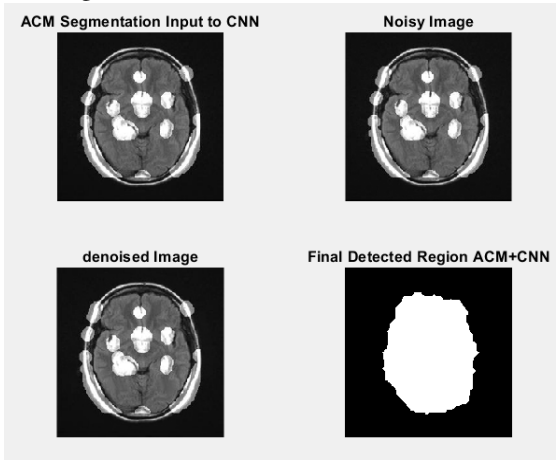 ACM Segmentation Input to CNN
Noisy Image
denoised Image
Final Detected Region ACM+CNN